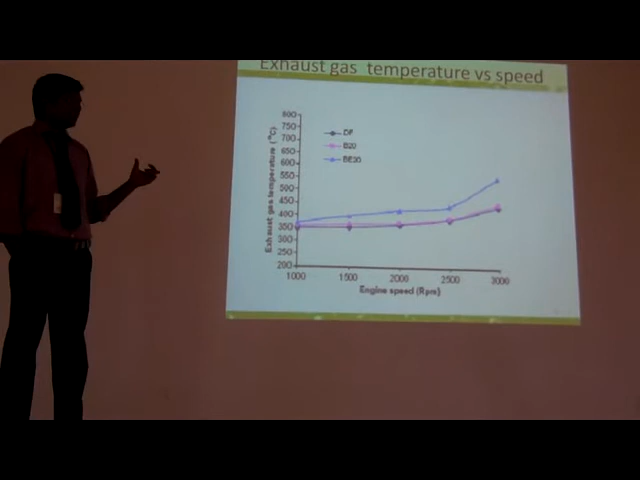 Exhaust gas temperature vs speed
800
750
700
650
600
550
500
450
400
350
300
250
200
Exhaust gas temperature (°C)
DF
B20
BE20
1000 1500 2000 2500 3000
Engine speed (Rpm)